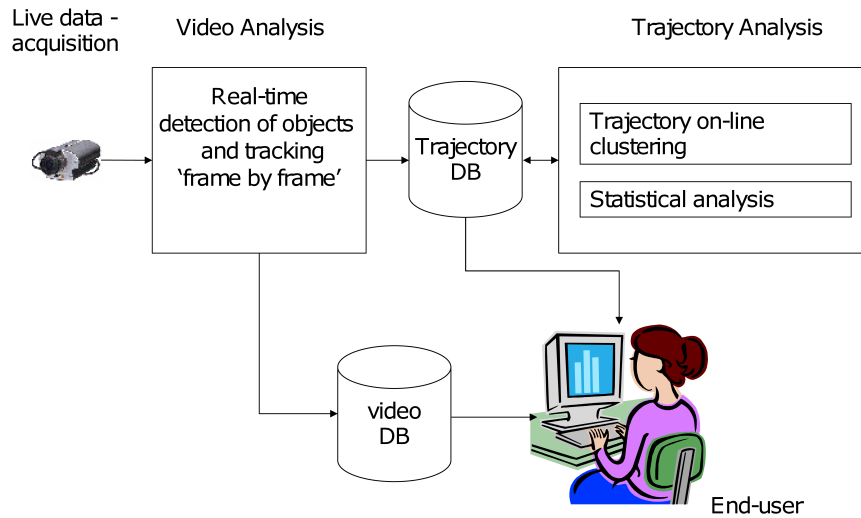 Live data -
acquisition
Video Analysis
Trajectory Analysis
Real-time
detection of objects
and tracking
‘frame by frame’
Trajectory
DB
Trajectory on-line
clustering
Statistical analysis
video
DB
End-user